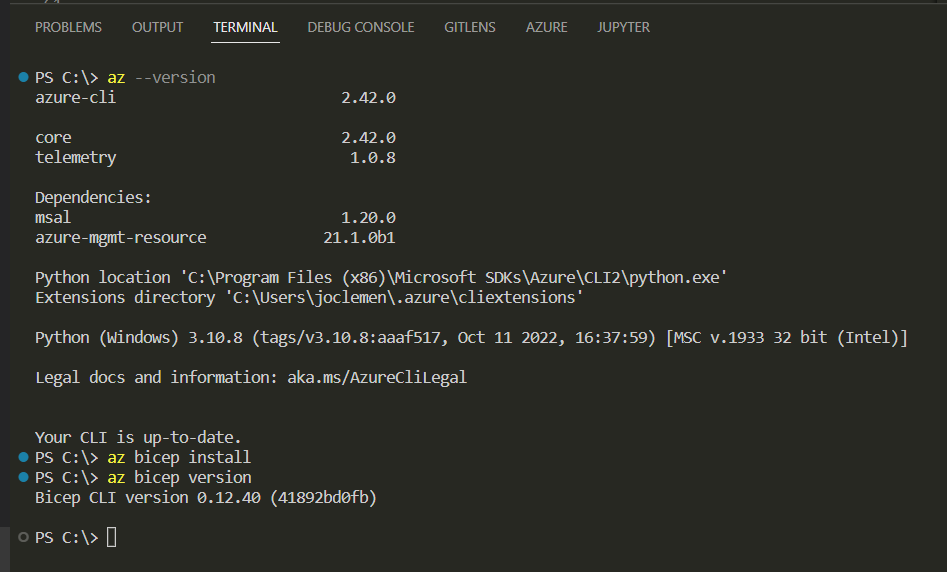 PROBLEMS OUTPUT TERMINAL DEBUG CONSOLE GITLENS AZURE JUPYTER
PS C:\> az --version
azure-cli 2.42.0
core 2.42.0
telemetry 1.0.8
Dependencies:
msal 1.20.0
azure-mgmt-resource 21.1.0b1
Python location 'C:\Program Files (x86)\Microsoft SDKs\Azure\CLI2\python.exe'
Extensions directory 'C:\Users\joclemen\.azure\cliextensions'
Python (Windows) 3.10.8 (tags/v3.10.8:aaaf517, Oct 11 2022, 16:37:59) [MSC v.1933 32 bit (Intel)]
Legal docs and information: aka.ms/AzureCliLegal
Your CLI is up-to-date.
PS C:\> az bicep install
PS C:\> az bicep version
Bicep CLI version 0.12.40 (41892bd0fb)
PS C:\>